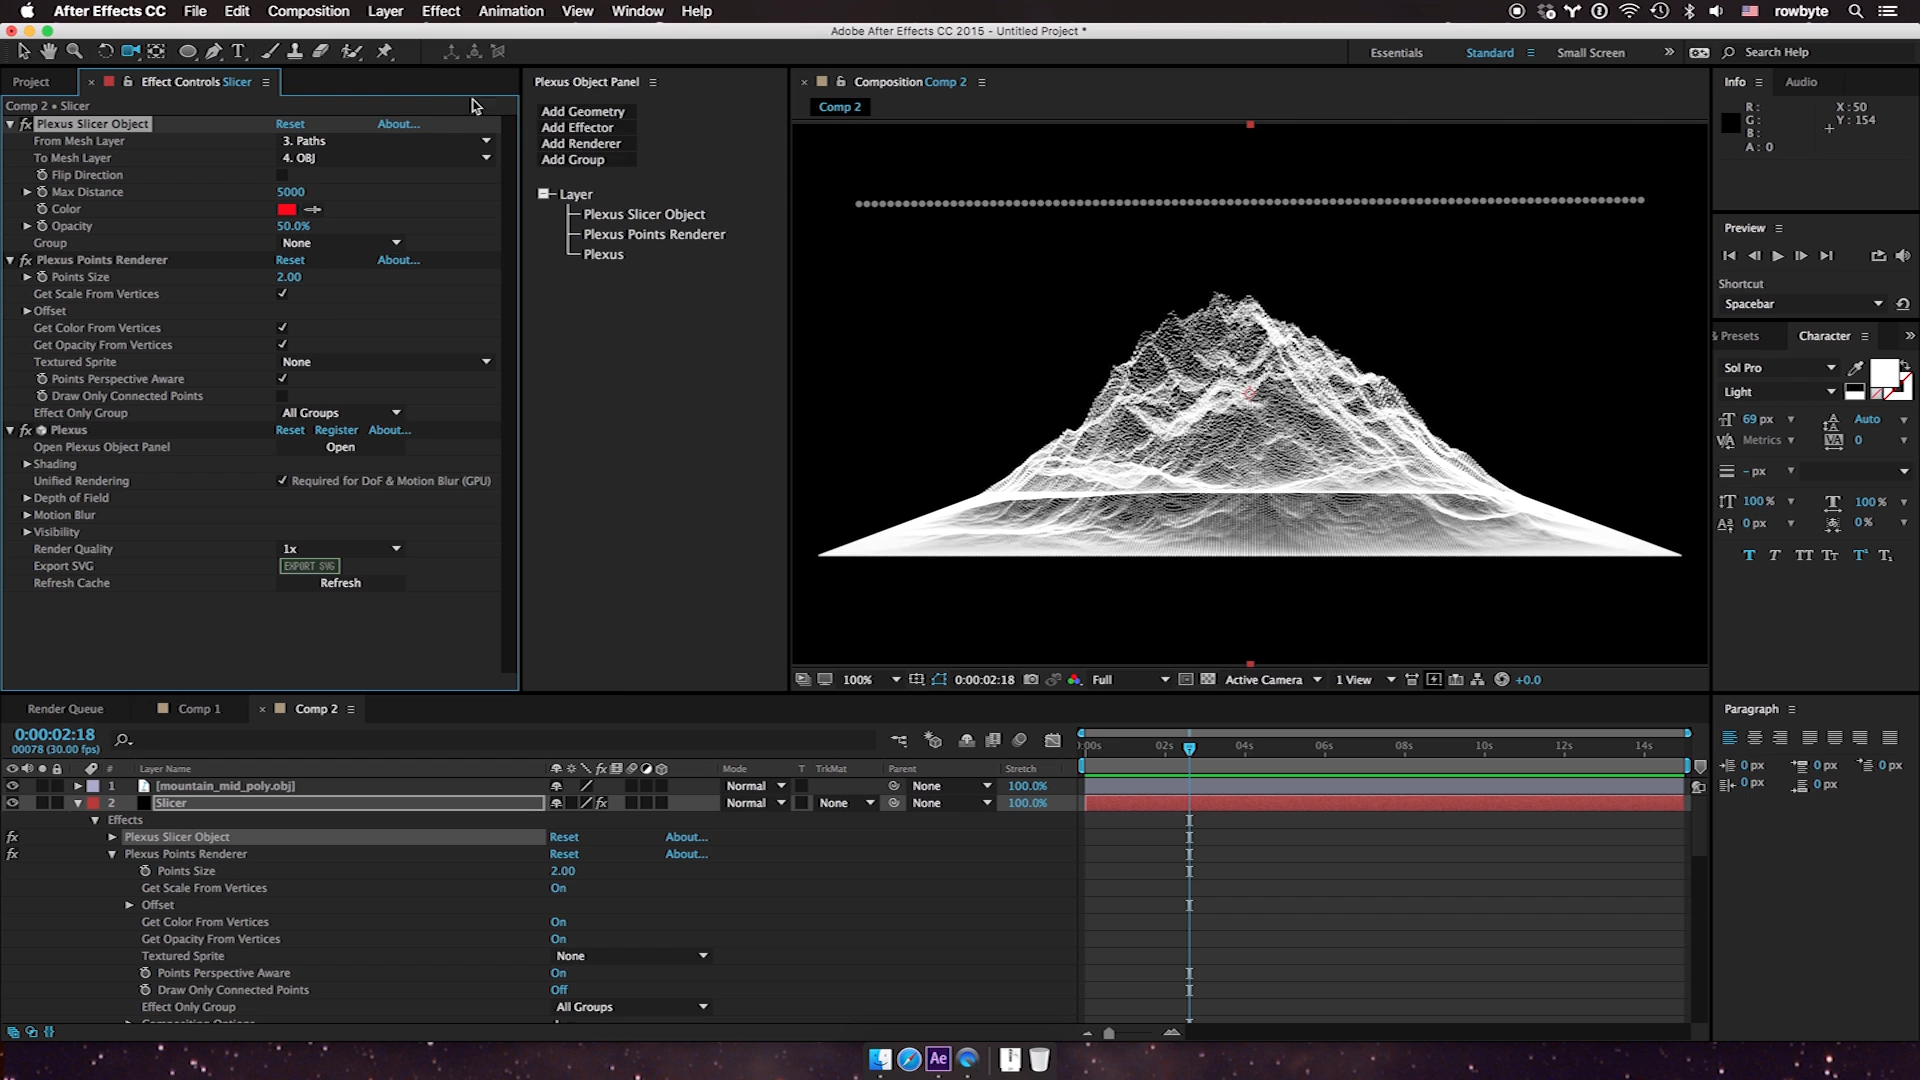 After Effects CC File Edit Composition Layer Effect Animation View Window Help rowbyte
Adobe After Effects CC 2015 - Untitled Project *
Essentials Standard Small Screen Search Help
Project Effect Controls Slicer
Comp 2 • Slicer
Plexus Slicer Object Reset About...
From Mesh Layer 3. Paths
To Mesh Layer 4. OBJ
Flip Direction
Max Distance 5000
Color
Opacity 50.0%
Group None
Plexus Points Renderer Reset About...
Points Size 2.00
Get Scale From Vertices
Offset
Get Color From Vertices
Get Opacity From Vertices
Textured Sprite None
Points Perspective Aware
Draw Only Connected Points
Effect Only Group All Groups
Plexus Reset Register About...
Open Plexus Object Panel Open
Shading
Unified Rendering Required for DoF & Motion Blur (GPU)
Depth of Field
Motion Blur
Visibility
Render Quality 1x
Export SVG EXPORT SVG
Refresh Cache Refresh
Plexus Object Panel
Add Geometry
Add Effector
Add Renderer
Add Group
Layer
Plexus Slicer Object
Plexus Points Renderer
Plexus
Composition Comp 2
Comp 2
100% 0:00:02:18 Full Active Camera 1 View +0.0
Info Audio
R: X:50
G: Y: 154
B:
A: 0
Preview
Shortcut
Spacebar
Presets Character
Sol Pro
Light
69 px Auto
Metrics 0
- px
100 % 100 %
0 px 0 %
T T TT Tr T¹ T₁
Render Queue Comp 1 Comp 2
0:00:02:18
00078 (30.00 fps)
:00s 02s 04s 06s 08s 10s 12s 14s
# Layer Name Mode T TrkMat Parent Stretch
1 [mountain_mid_poly.obj] Normal None 100.0%
2 Slicer Normal None None 100.0%
Effects
Plexus Slicer Object Reset About...
Plexus Points Renderer Reset About...
Points Size 2.00
Get Scale From Vertices On
Offset
Get Color From Vertices On
Get Opacity From Vertices On
Textured Sprite None
Points Perspective Aware On
Draw Only Connected Points Off
Effect Only Group All Groups
Paragraph
0 px 0 px 0 px
0 px 0 px
Ae